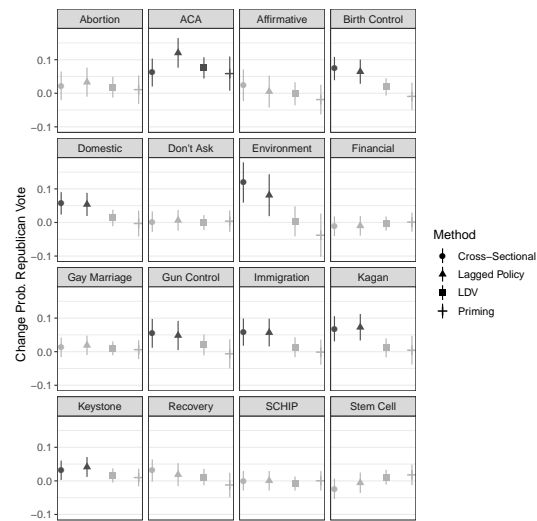 Change Prob. Republican Vote
Abortion ACA Affirmative Birth Control
0.1
0.0
−0.1
Domestic Don't Ask Environment Financial
0.1
0.0
−0.1
Gay Marriage Gun Control Immigration Kagan
0.1
0.0
−0.1
Keystone Recovery SCHIP Stem Cell
0.1
0.0
−0.1
Method
Cross−Sectional
Lagged Policy
LDV
Priming